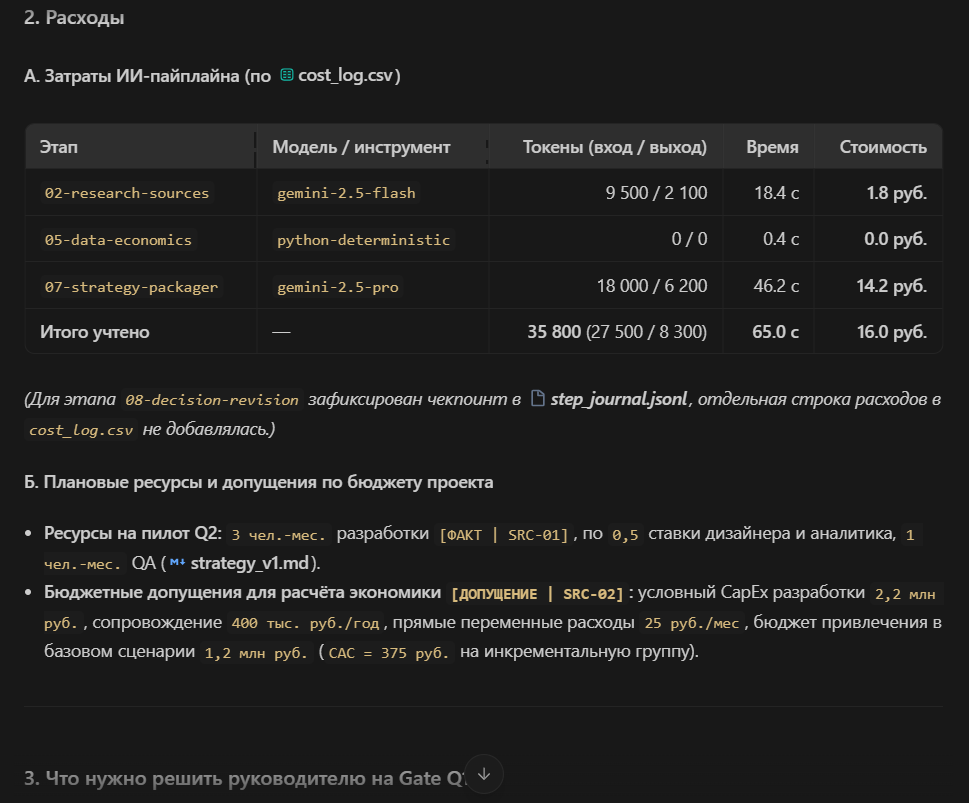 2. Расходы
А. Затраты ИИ-пайплайна (по cost_log.csv)
Этап Модель / инструмент Токены (вход / выход) Время Стоимость
02-research-sources gemini-2.5-flash 9 500 / 2 100 18.4 с 1.8 руб.
05-data-economics python-deterministic 0 / 0 0.4 с 0.0 руб.
07-strategy-packager gemini-2.5-pro 18 000 / 6 200 46.2 с 14.2 руб.
Итого учтено — 35 800 (27 500 / 8 300) 65.0 с 16.0 руб.
(Для этапа 08-decision-revision зафиксирован чекпоинт в step_journal.jsonl, отдельная строка расходов в
cost_log.csv не добавлялась.)
Б. Плановые ресурсы и допущения по бюджету проекта
• Ресурсы на пилот Q2: 3 чел.-мес. разработки [ФАКТ | SRC-01], по 0,5 ставки дизайнера и аналитика, 1
чел.-мес. QA (M↓ strategy_v1.md).
• Бюджетные допущения для расчёта экономики [ДОПУЩЕНИЕ | SRC-02]: условный CapEx разработки 2,2 млн
руб., сопровождение 400 тыс. руб./год, прямые переменные расходы 25 руб./мес, бюджет привлечения в
базовом сценарии 1,2 млн руб. (CAC = 375 руб. на инкрементальную группу).
3. Что нужно решить руководителю на Gate